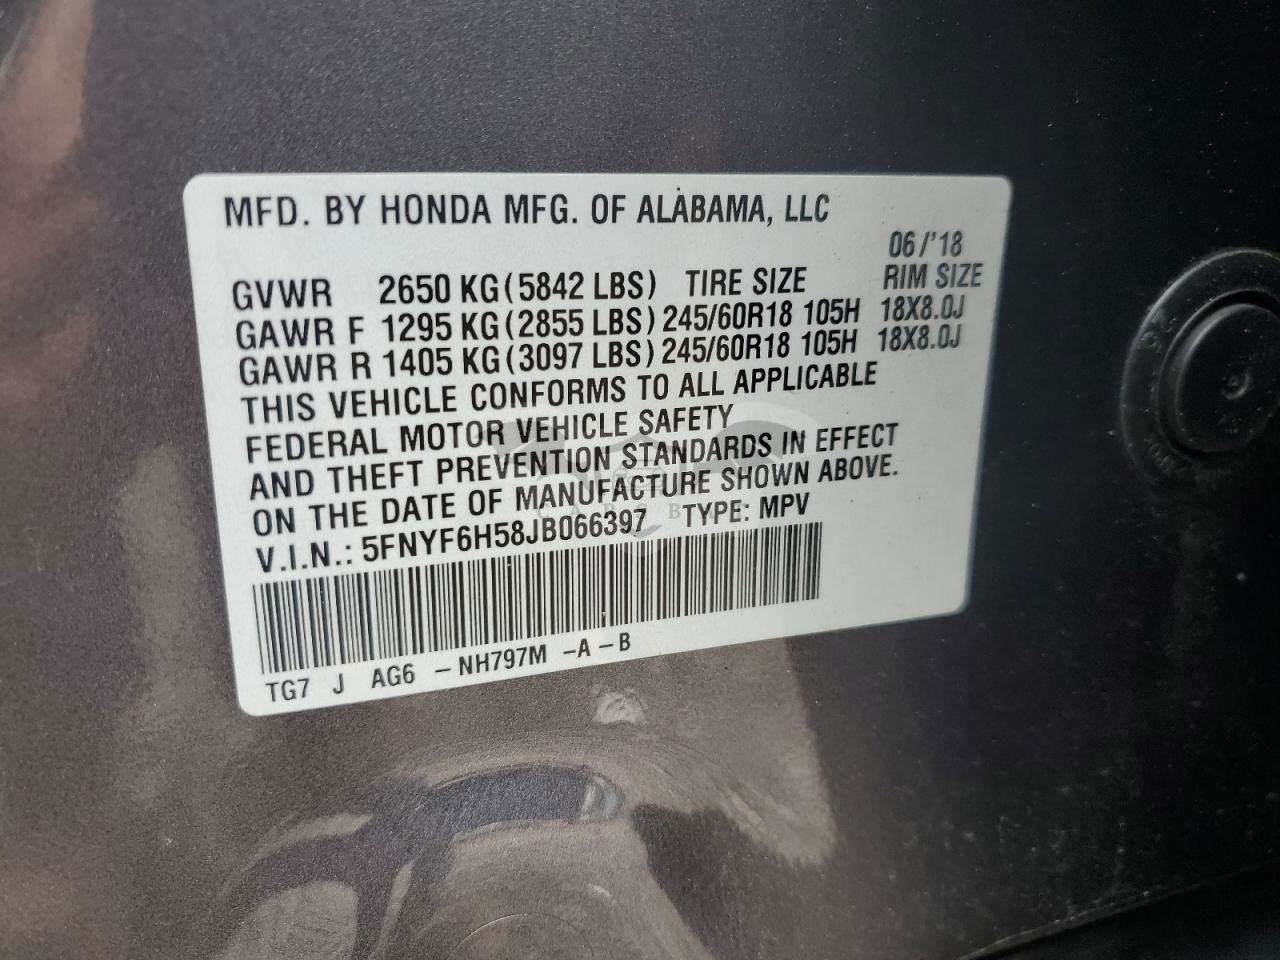 MFD. BY HONDA MFG. OF ALABAMA, LLC
06/'18
GVWR 2650 KG (5842 LBS) TIRE SIZE RIM SIZE
GAWR F 1295 KG (2855 LBS) 245/60R18 105H 18X8.0J
GAWR R 1405 KG (3097 LBS) 245/60R18 105H 18X8.0J
THIS VEHICLE CONFORMS TO ALL APPLICABLE
FEDERAL MOTOR VEHICLE SAFETY
AND THEFT PREVENTION STANDARDS IN EFFECT
ON THE DATE OF MANUFACTURE SHOWN ABOVE.
V.I.N.: 5FNYF6H58JB066397 TYPE: MPV
TG7 J AG6 -NH797M -A-B